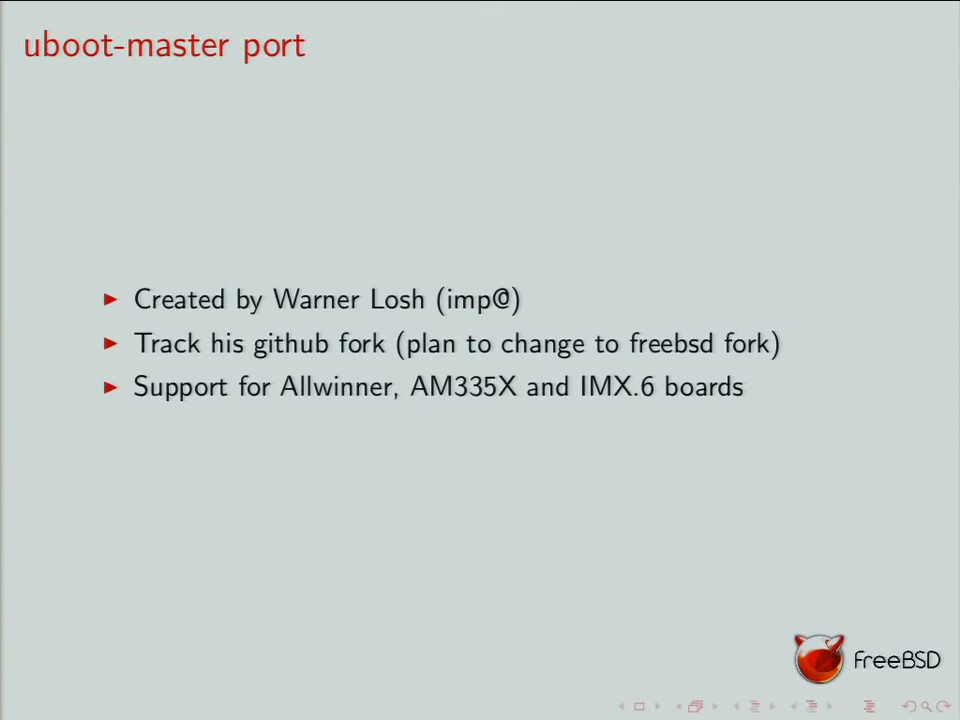 uboot-master port
Created by Warner Losh (imp@)
Track his github fork (plan to change to freebsd fork)
Support for Allwinner, AM335X and IMX.6 boards
FreeBSD